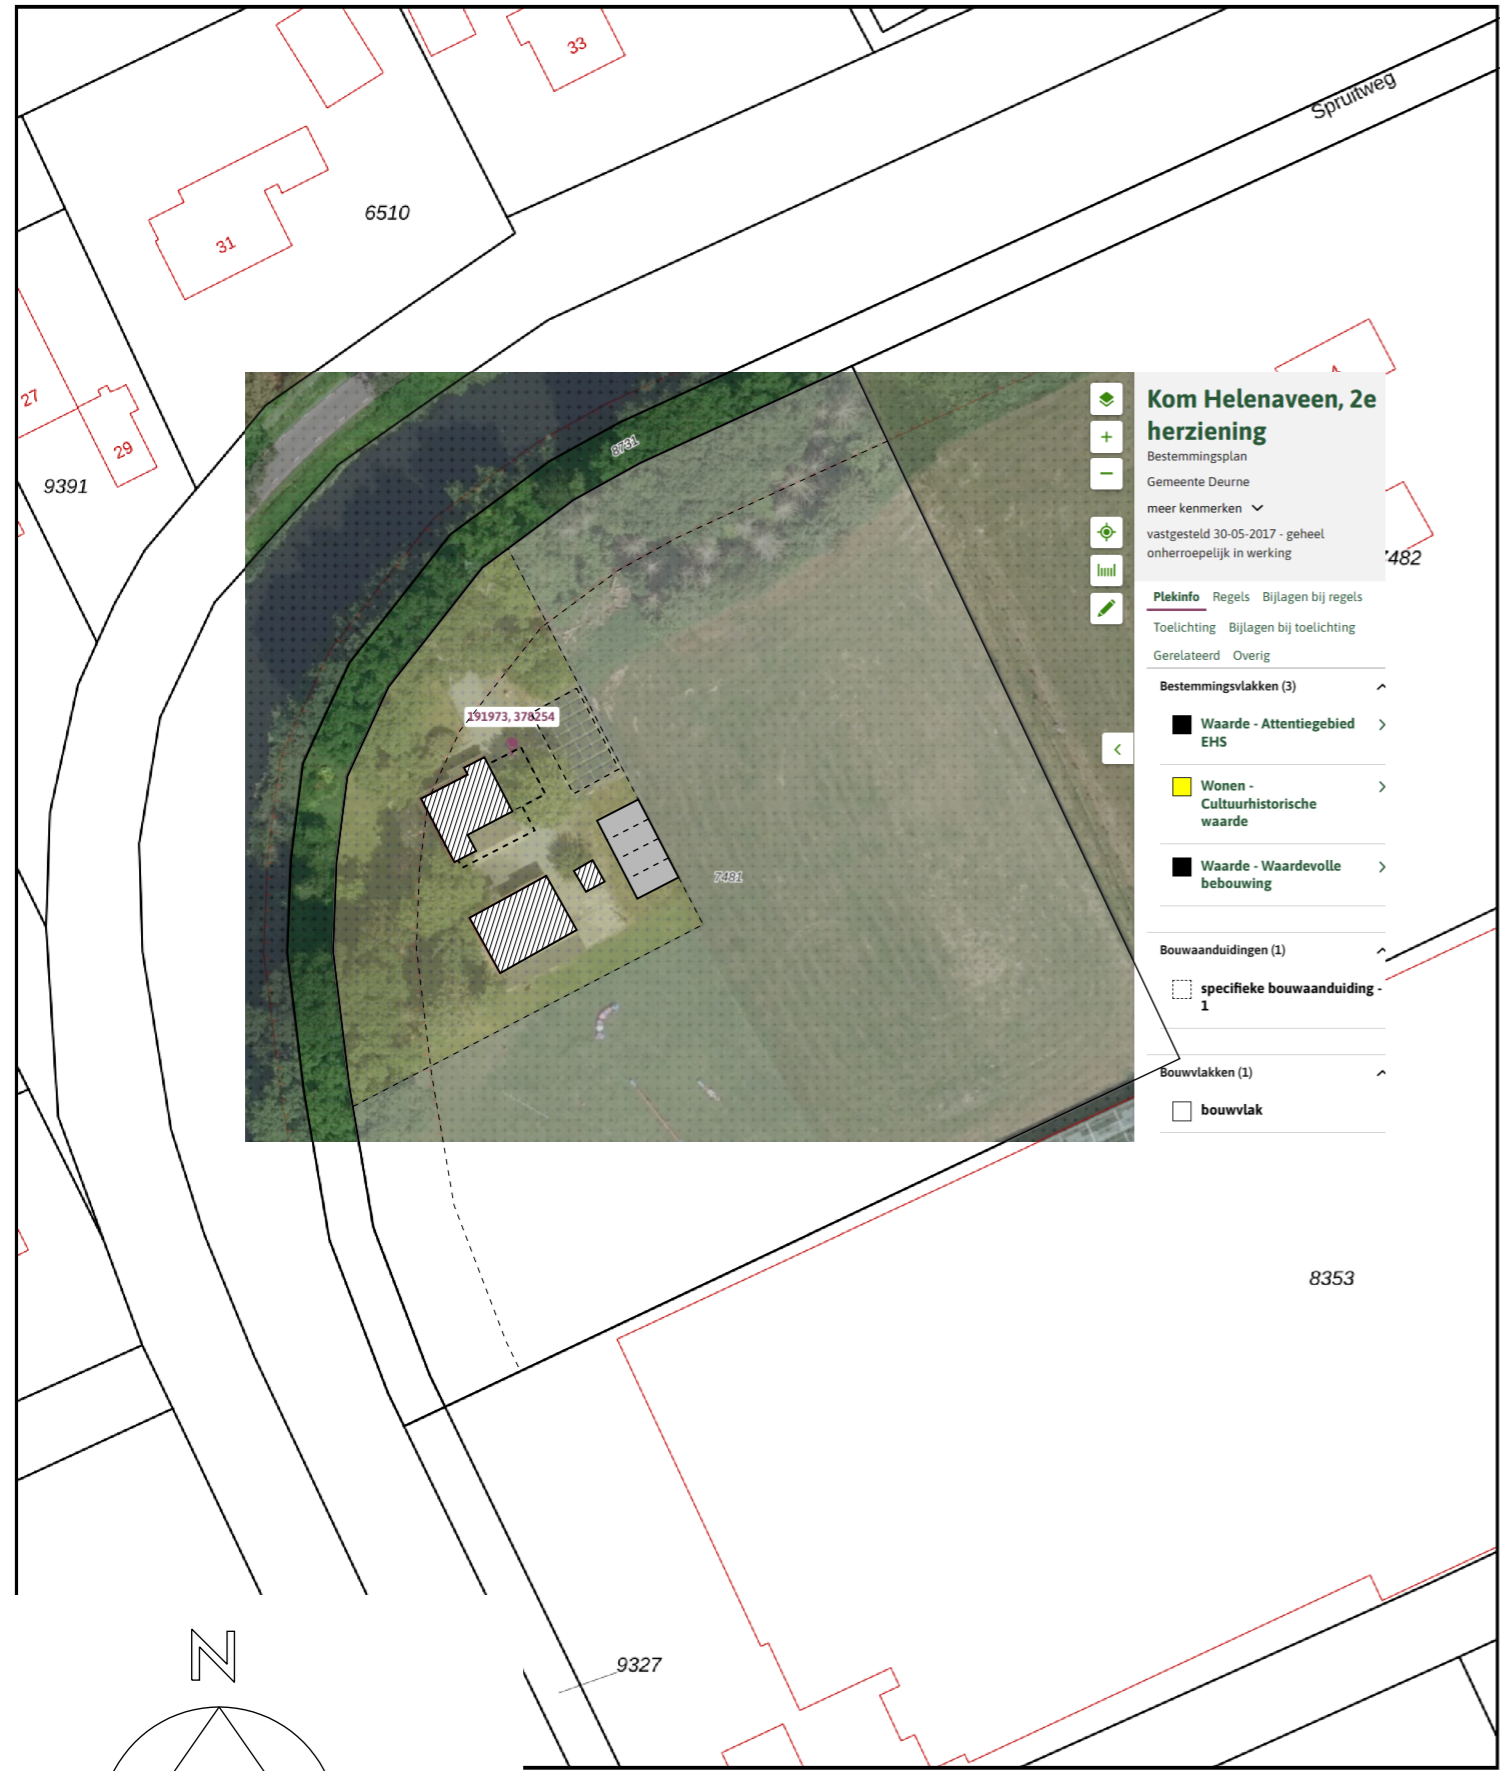 33
Spruitweg
6510
31
27
29
9391
8731
191973, 378254
7481
Kom Helenaveen, 2e
herziening
Bestemmingsplan
Gemeente Deurne
meer kenmerken
vastgesteld 30-05-2017 - geheel
onherroepelijk in werking
7482
Plekinfo Regels Bijlagen bij regels
Toelichting Bijlagen bij toelichting
Gerelateerd Overig
Bestemmingsvlakken (3)
Waarde - Attentiegebied
EHS
Wonen -
Cultuurhistorische
waarde
Waarde - Waardevolle
bebouwing
Bouwaanduidingen (1)
specifieke bouwaanduiding -
1
Bouwvlakken (1)
bouwvlak
8353
9327
N